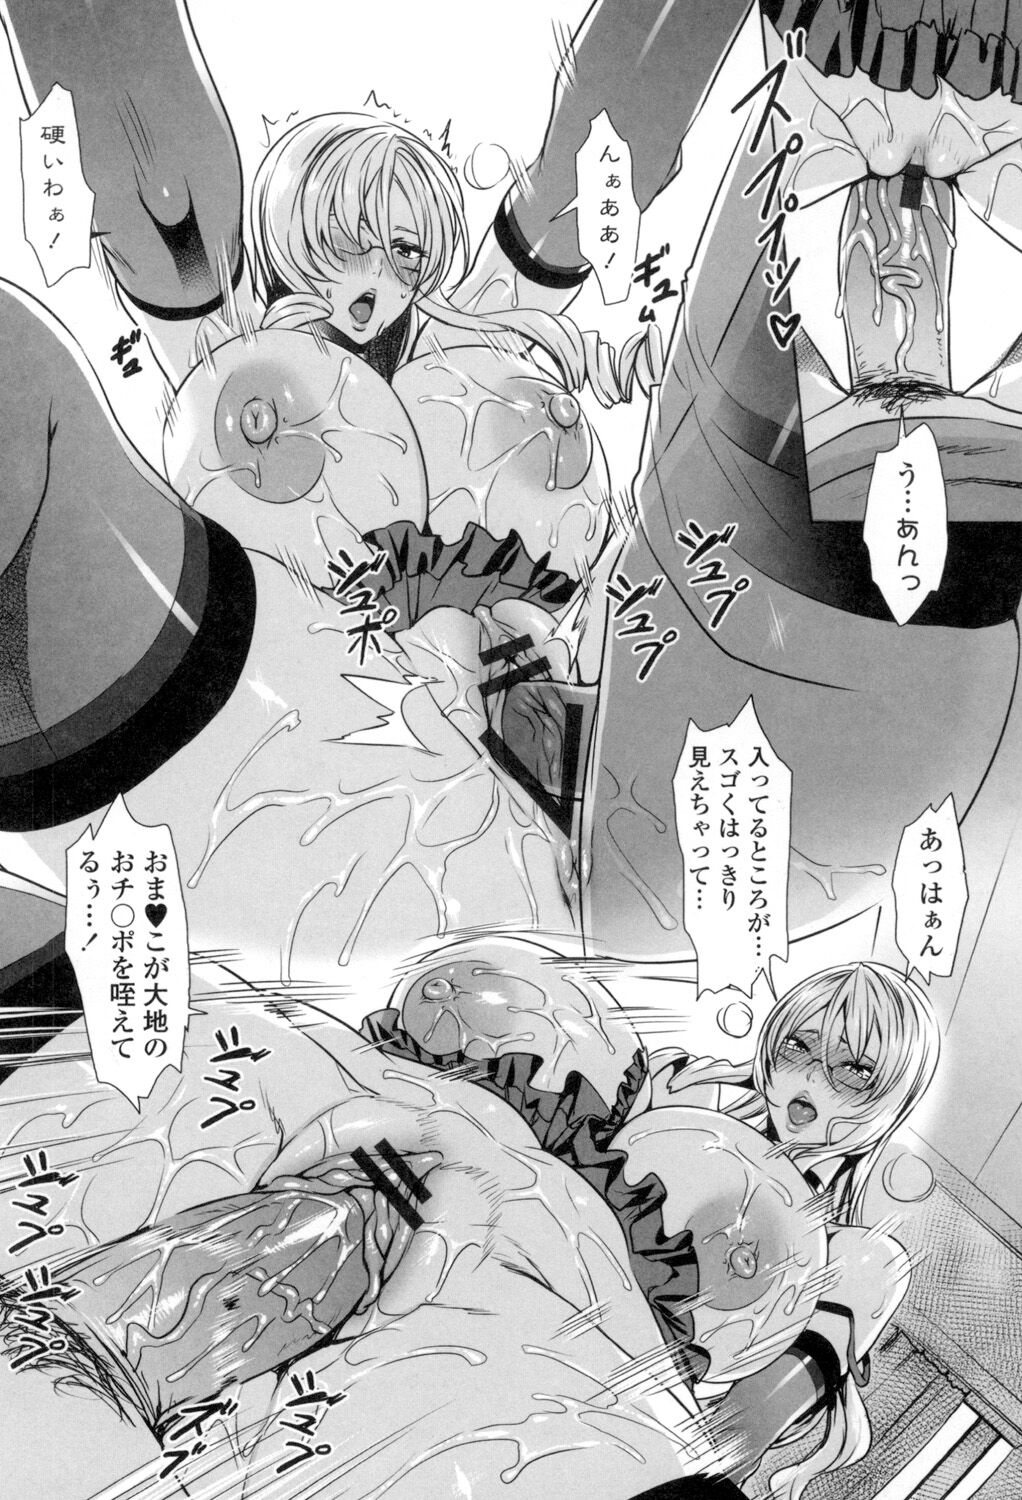 ズプププッ♡
う…あんっ
んぁああ!
硬いわぁ!
ギュム
ギュ
ジュポ
ジュプ
ジュプ
あっはぁん
入ってるところが…
スゴくはっきり
見えちゃって…
おま♥こが大地の
おチ○ポを咥えて
るぅ…!